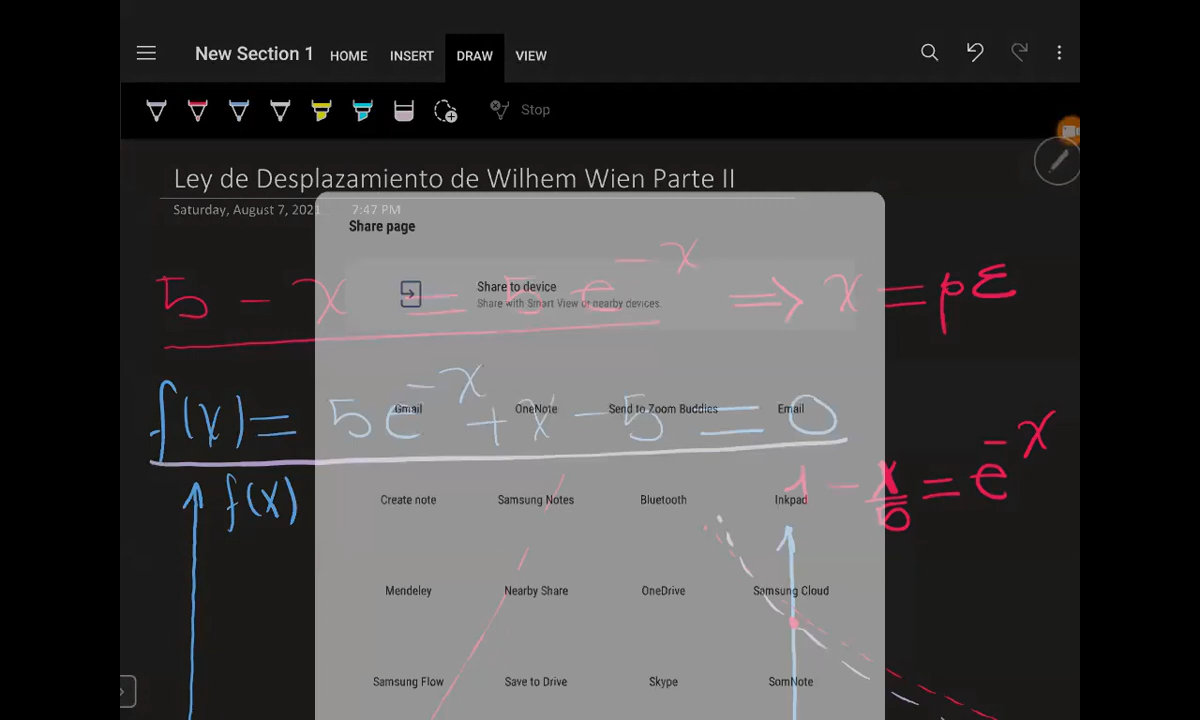 New Section 1 HOME INSERT DRAW VIEW
Stop
Ley de Desplazamiento de Wilhem Wien Parte II
Saturday, August 7, 2021 7:47 PM
Share page
Share to device
Share with Smart View or nearby devices.
5 - x = 5e^-x => x = pε
f(x) = 5e^-x + x - 5 = 0
Gmail OneNote Send to Zoom Buddies Email
f(x) 1 - x/5 = e^-x
Create note Samsung Notes Bluetooth Inkpad
Mendeley Nearby Share OneDrive Samsung Cloud
Samsung Flow Save to Drive Skype SomNote